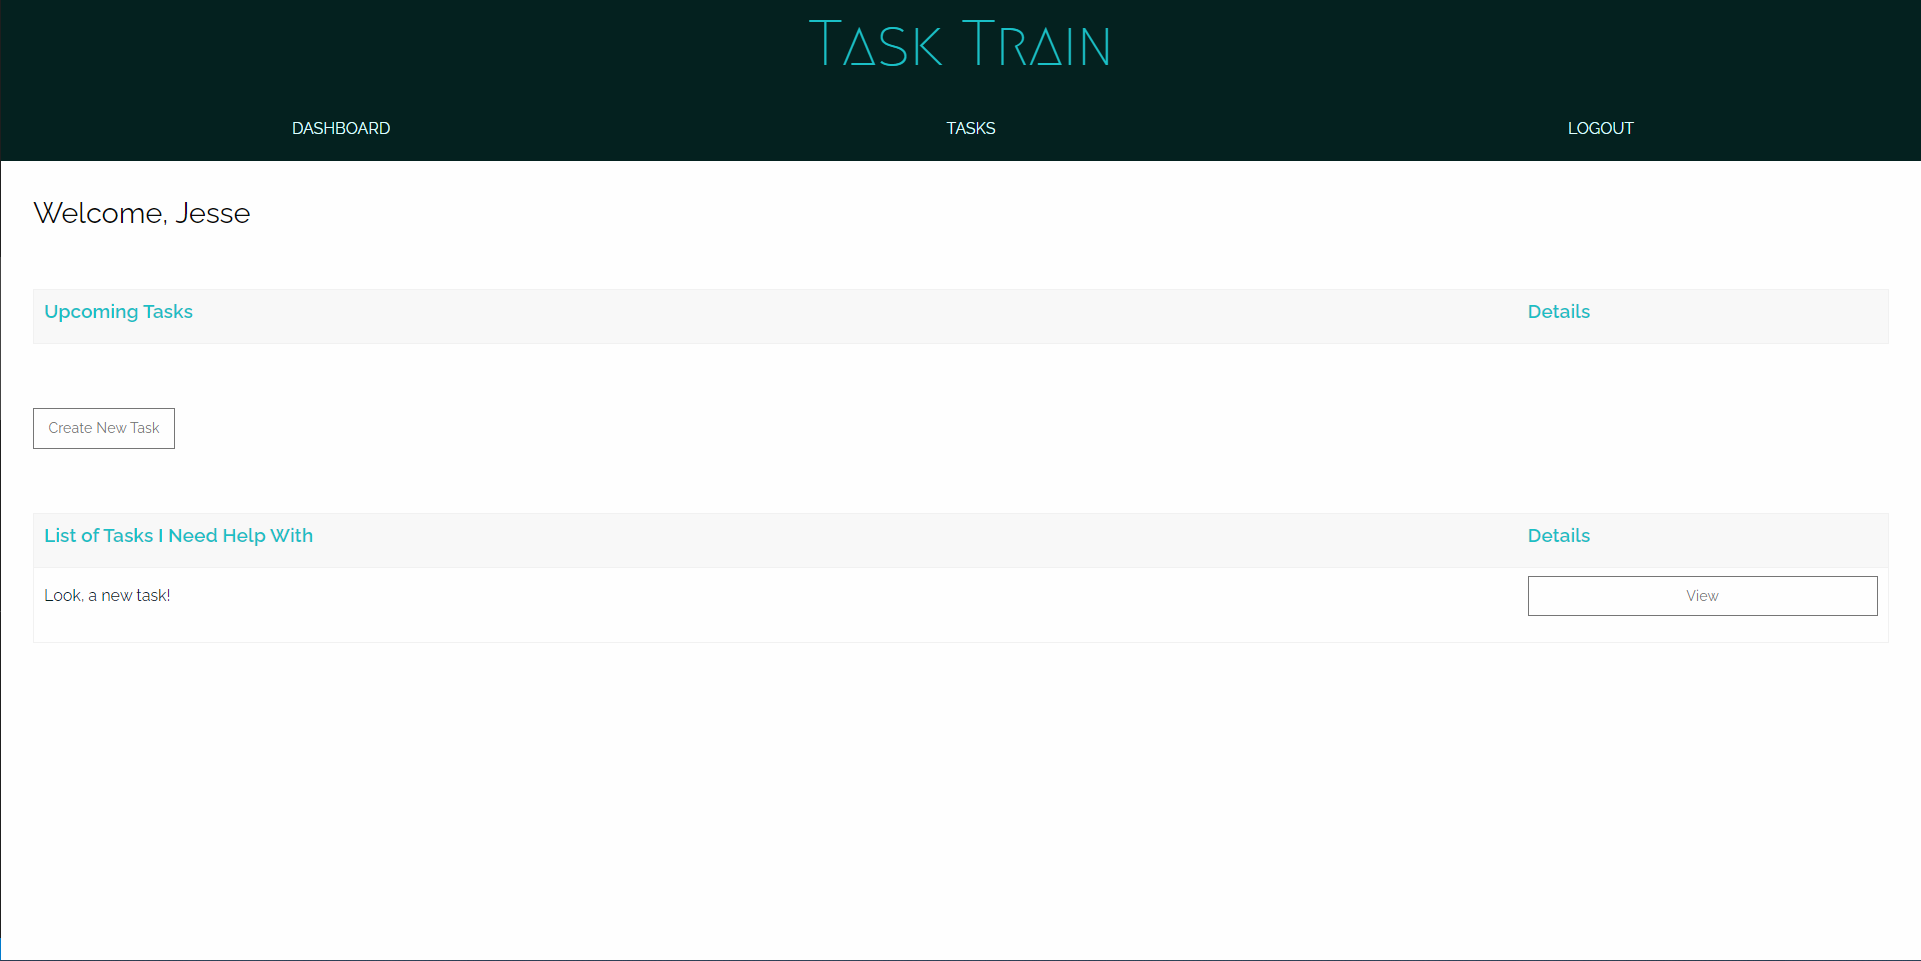 Task Train
DASHBOARD TASKS LOGOUT
Welcome, Jesse
Upcoming Tasks Details
Create New Task
List of Tasks I Need Help With Details
Look, a new task! View